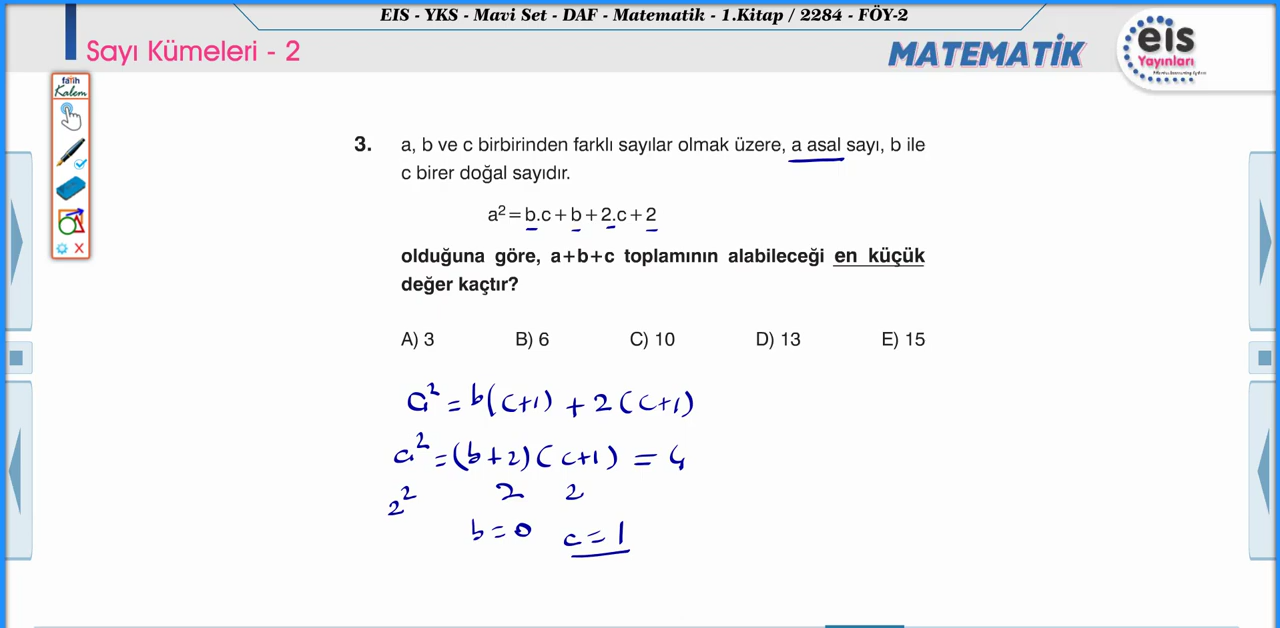 EIS - YKS - Mavi Set - DAF - Matematik - 1.Kitap / 2284 - FÖY-2
Sayı Kümeleri - 2
MATEMATİK
eis
Yayınları
fatih
Kalem
3. a, b ve c birbirinden farklı sayılar olmak üzere, a asal sayı, b ile
c birer doğal sayıdır.
a² = b.c + b + 2.c + 2
olduğuna göre, a+b+c toplamının alabileceği en küçük
değer kaçtır?
A) 3 B) 6 C) 10 D) 13 E) 15
a² = b(c+1) + 2(c+1)
a² = (b+2)(c+1) = 4
2² 2 2
b = 0 c = 1